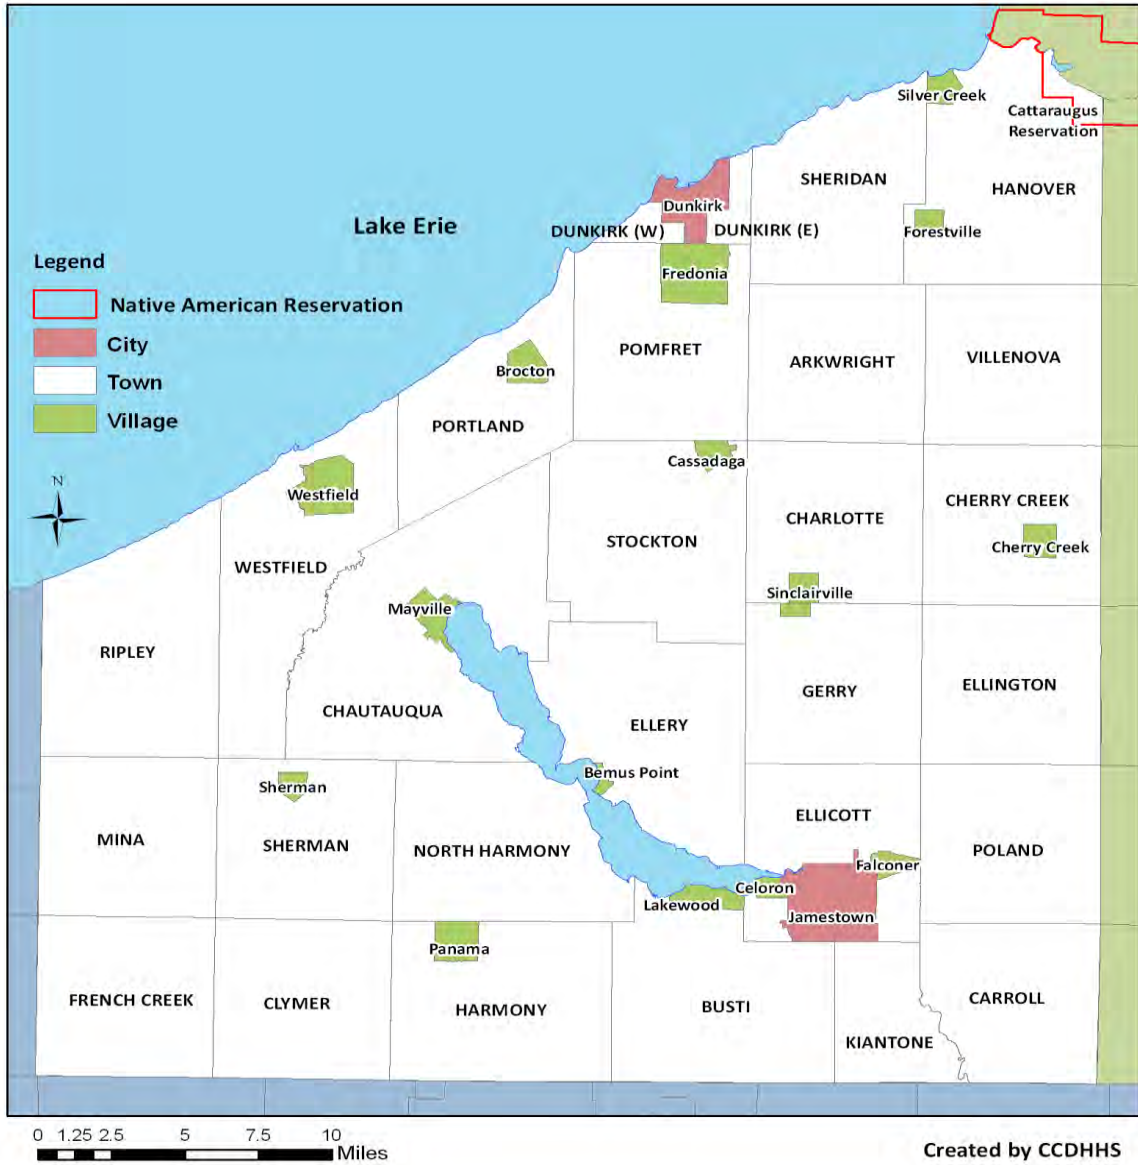 Silver Creek
Cattaraugus
Reservation
SHERIDAN
HANOVER
Dunkirk
Lake Erie
DUNKIRK (W)
DUNKIRK (E)
Forestville
Legend
Fredonia
Native American Reservation
City
POMFRET
ARKWRIGHT
VILLENOVA
Brocton
Town
Village
PORTLAND
Cassadaga
N
Westfield
CHERRY CREEK
CHARLOTTE
STOCKTON
Cherry Creek
WESTFIELD
Sinclairville
Mayville
RIPLEY
ELLINGTON
GERRY
CHAUTAUQUA
ELLERY
Bemus Point
Sherman
ELLICOTT
MINA
SHERMAN
NORTH HARMONY
POLAND
Falconer
Celoron
Lakewood
Jamestown
Panama
FRENCH CREEK
CLYMER
HARMONY
BUSTI
CARROLL
KIANTONE
0 1.25 2.5 5 7.5 10
Miles
Created by CCDHHS